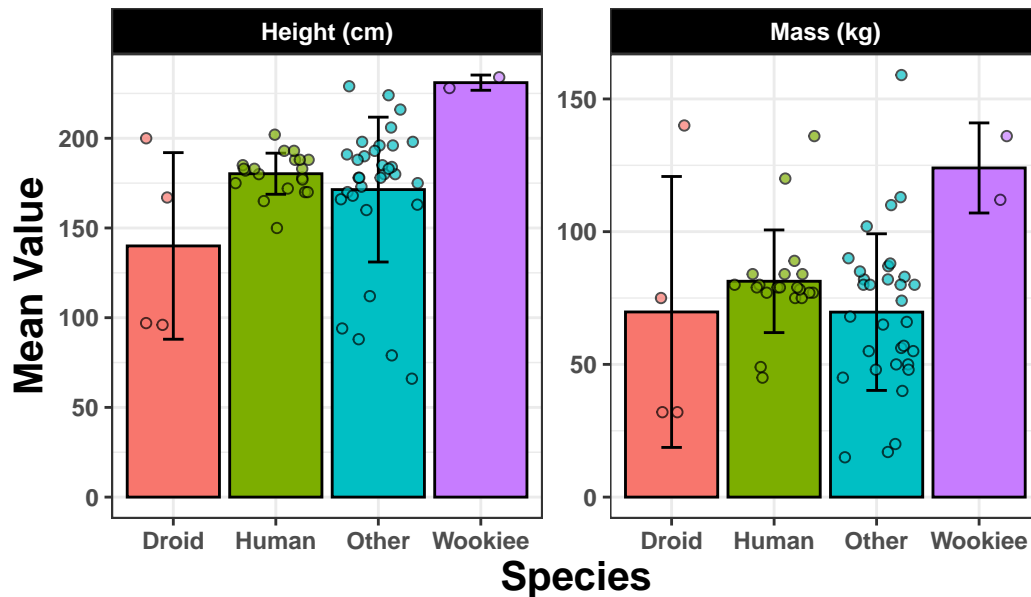 Height (cm)
Mass (kg)
Mean Value
200
150
100
50
0
150
100
50
0
Droid Human Other Wookiee
Droid Human Other Wookiee
Species